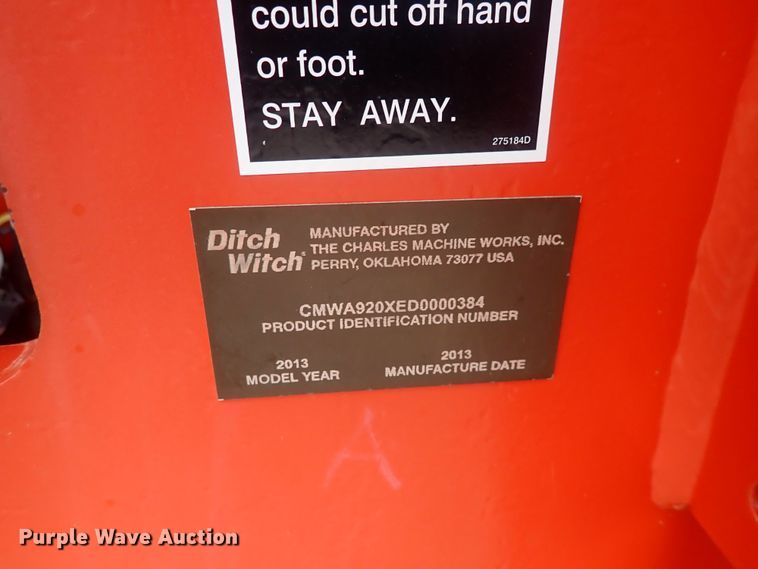 could cut off hand
or foot.
STAY AWAY.
275184D
Ditch
Witch®
MANUFACTURED BY
THE CHARLES MACHINE WORKS, INC.
PERRY, OKLAHOMA 73077 USA
CMWA920XED0000384
PRODUCT IDENTIFICATION NUMBER
2013
MODEL YEAR
2013
MANUFACTURE DATE
A
Purple Wave Auction